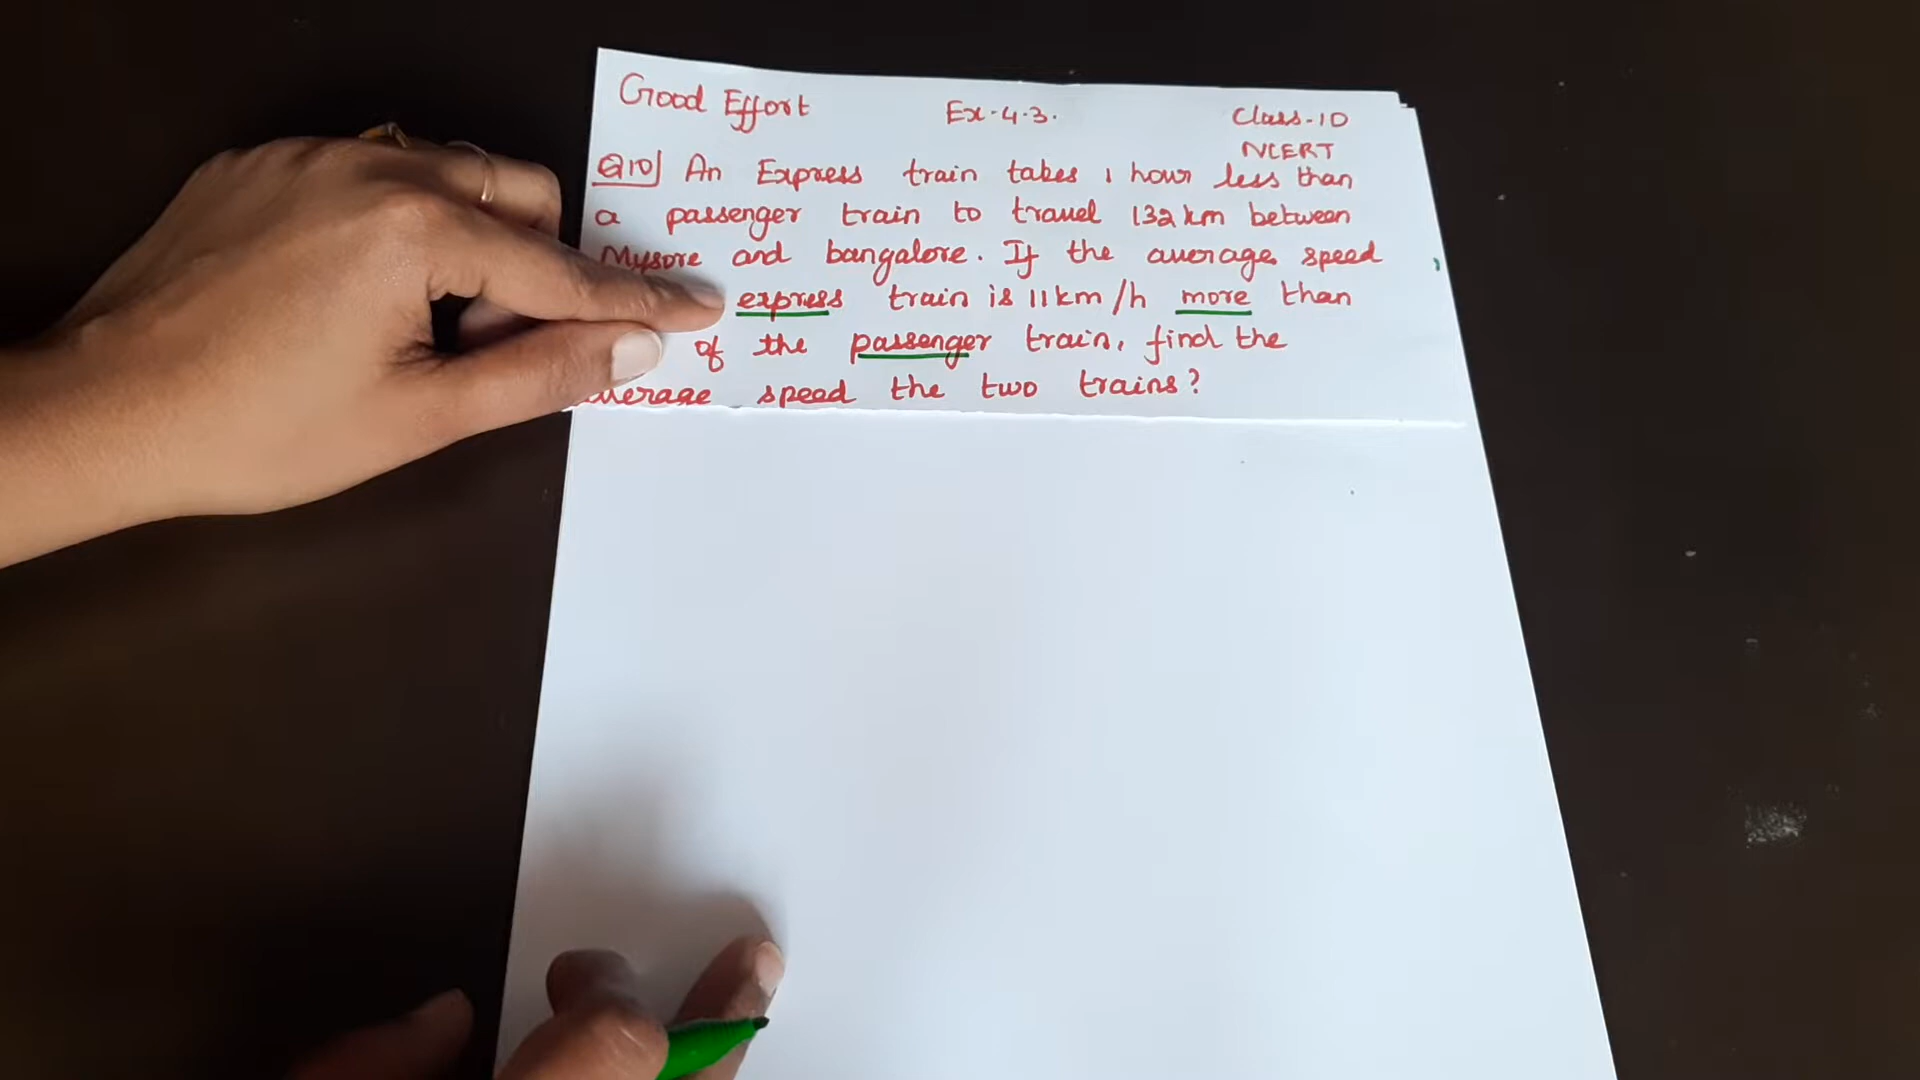 Good Effort Ex.4.3. Class-10
NCERT
Q10] An Express train takes 1 hour less than
a passenger train to travel 132 km between
Mysore and bangalore. If the average speed
express train is 11 km/h more than
of the passenger train, find the
average speed the two trains?